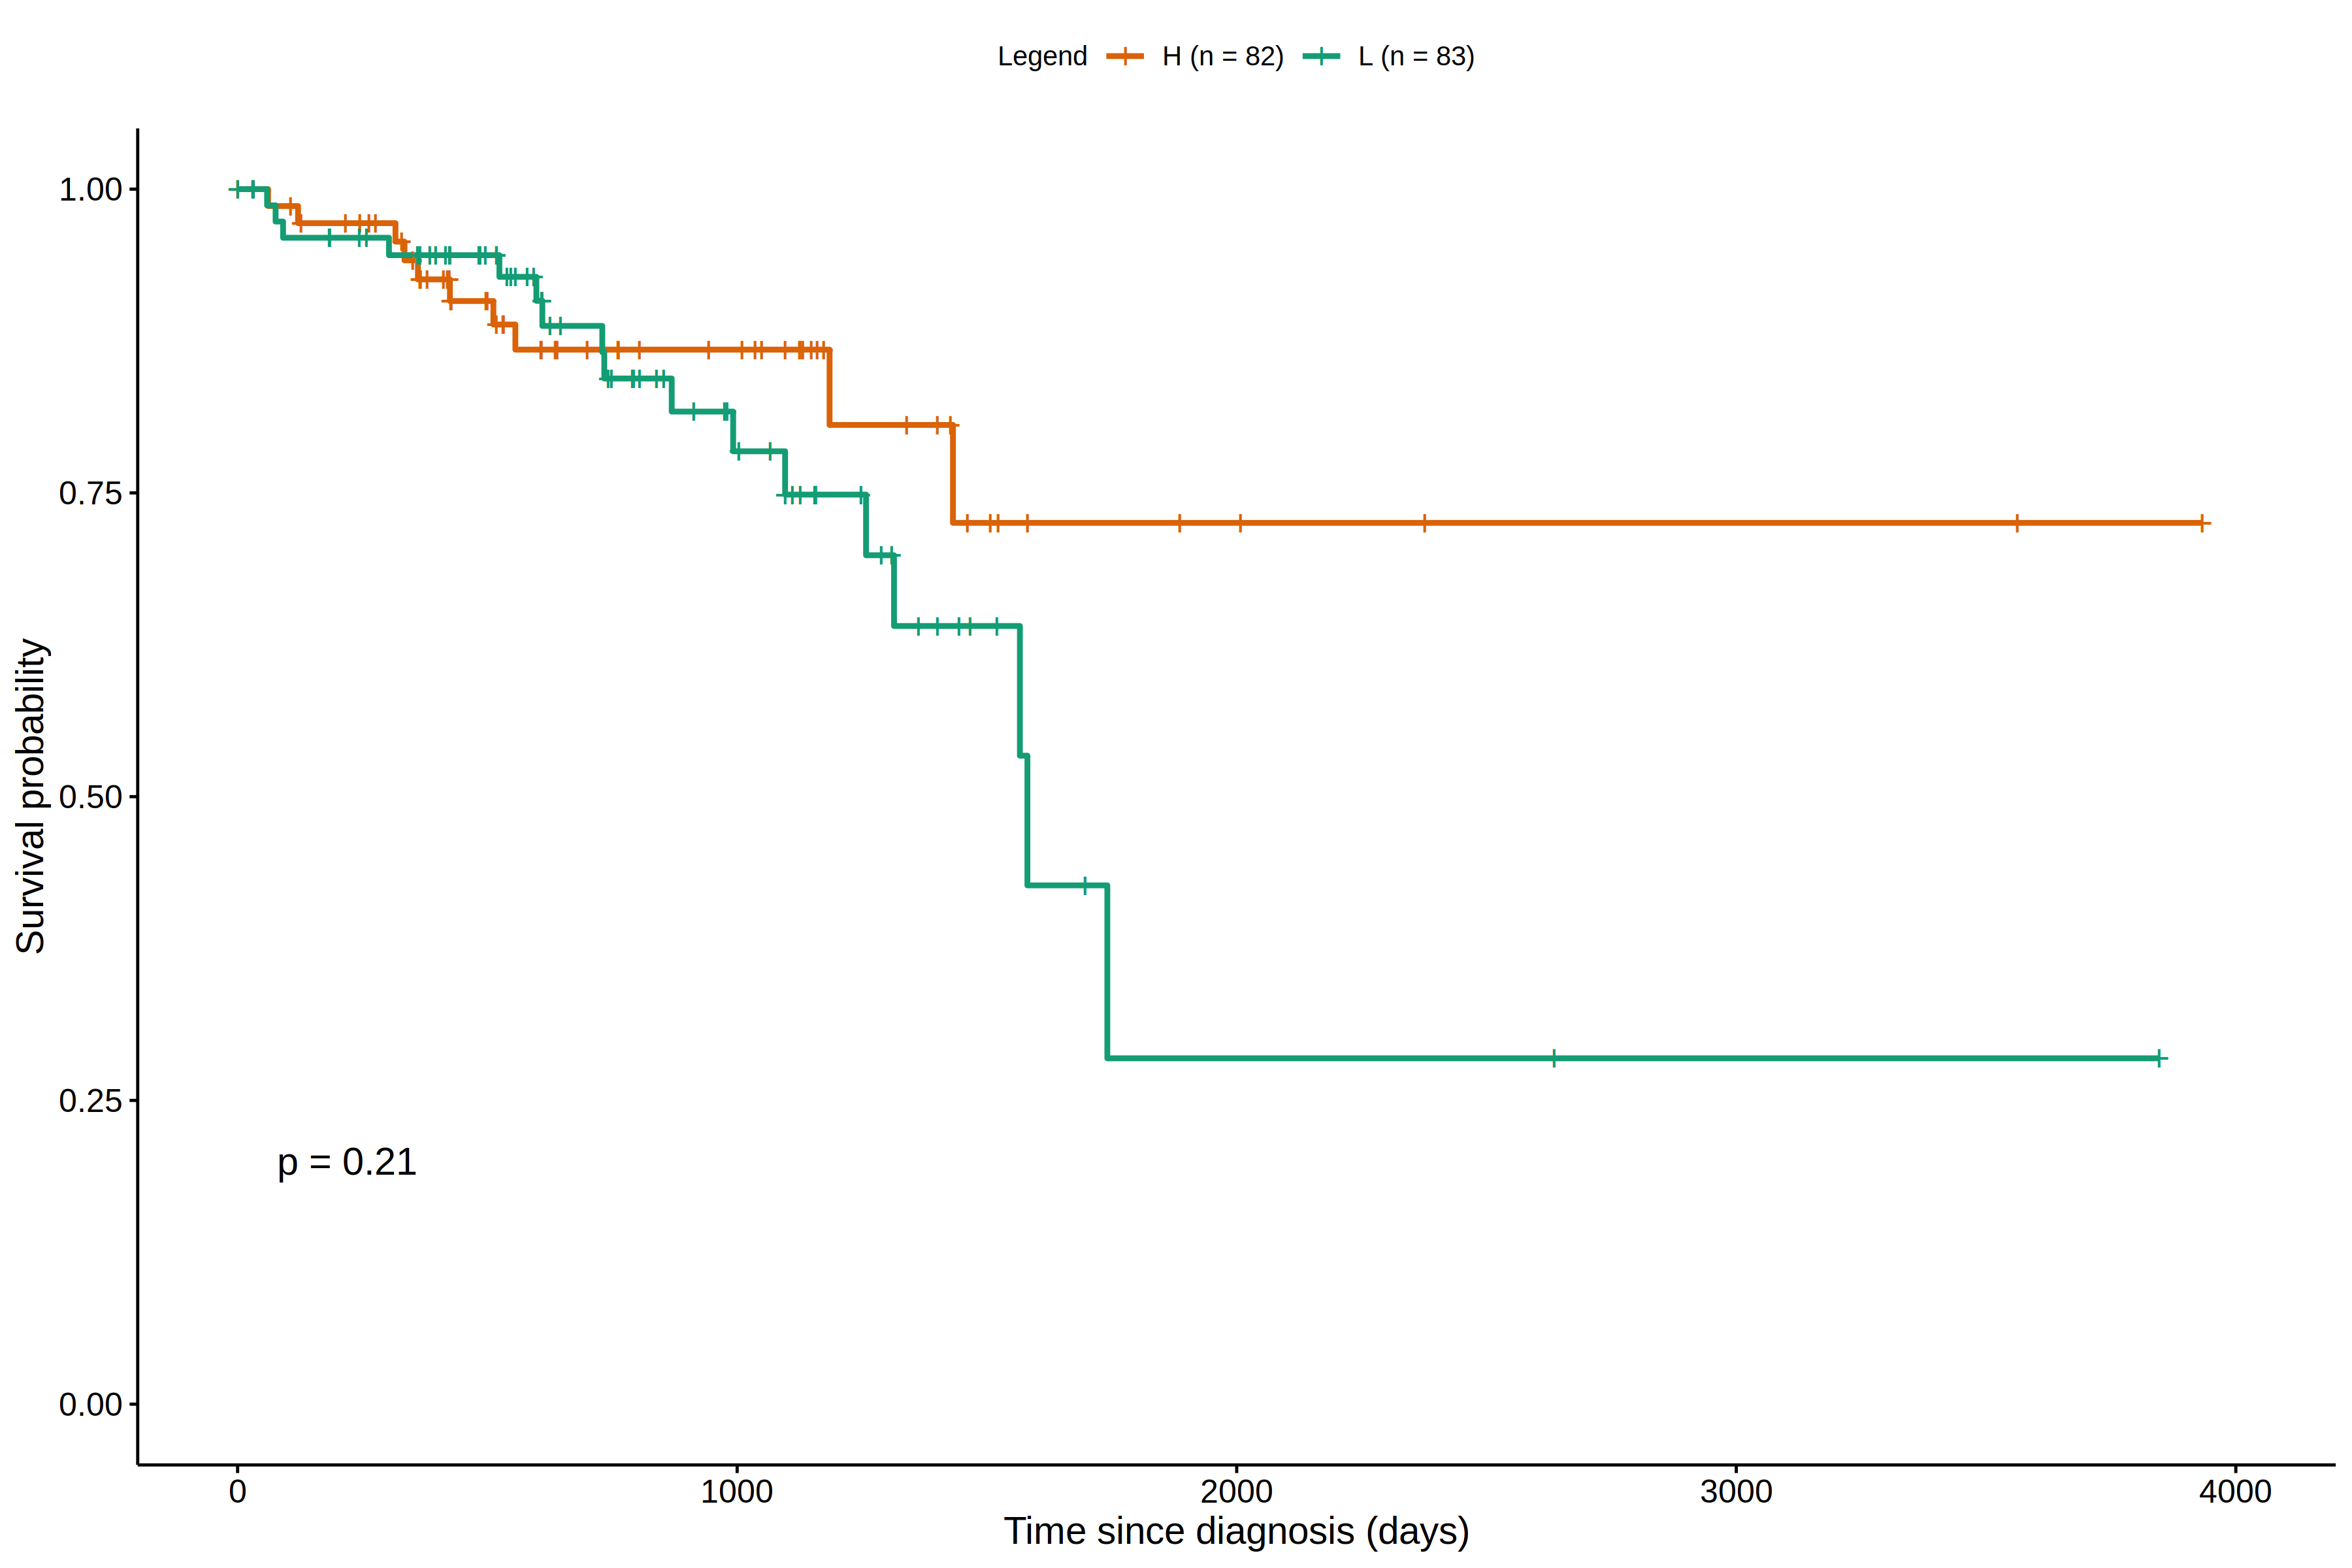 Legend H (n = 82) L (n = 83)
1.00
0.75
0.50
0.25
0.00
Survival probability
p = 0.21
0 1000 2000 3000 4000
Time since diagnosis (days)